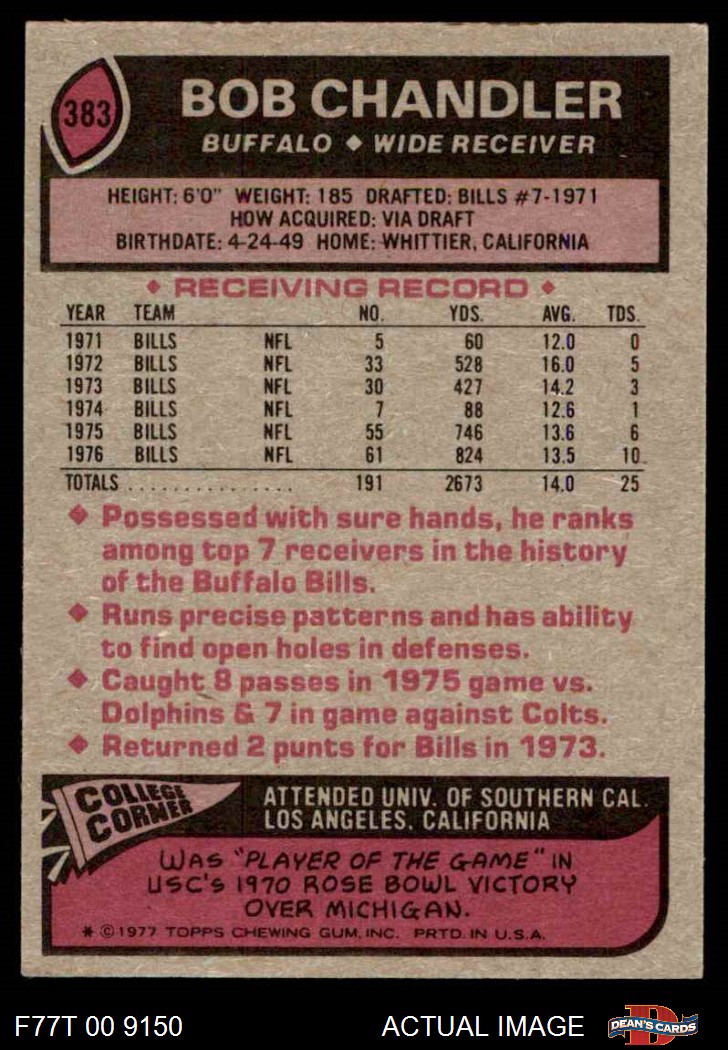 383
BOB CHANDLER
BUFFALO ◆ WIDE RECEIVER
HEIGHT: 6'0" WEIGHT: 185 DRAFTED: BILLS #7-1971
HOW ACQUIRED: VIA DRAFT
BIRTHDATE: 4-24-49 HOME: WHITTIER, CALIFORNIA
◆ RECEIVING RECORD ◆
YEAR TEAM NO. YDS. AVG. TDS.
1971 BILLS NFL 5 60 12.0 0
1972 BILLS NFL 33 528 16.0 5
1973 BILLS NFL 30 427 14.2 3
1974 BILLS NFL 7 88 12.6 1
1975 BILLS NFL 55 746 13.6 6
1976 BILLS NFL 61 824 13.5 10
TOTALS ............... 191 2673 14.0 25
◆ Possessed with sure hands, he ranks
among top 7 receivers in the history
of the Buffalo Bills.
◆ Runs precise patterns and has ability
to find open holes in defenses.
◆ Caught 8 passes in 1975 game vs.
Dolphins & 7 in game against Colts.
◆ Returned 2 punts for Bills in 1973.
COLLEGE
CORNER
ATTENDED UNIV. OF SOUTHERN CAL.
LOS ANGELES, CALIFORNIA
WAS "PLAYER OF THE GAME" IN
USC'S 1970 ROSE BOWL VICTORY
OVER MICHIGAN.
* ©1977 TOPPS CHEWING GUM, INC. PRTD. IN U.S.A.
F77T 00 9150
ACTUAL IMAGE
D
DEAN'S CARDS